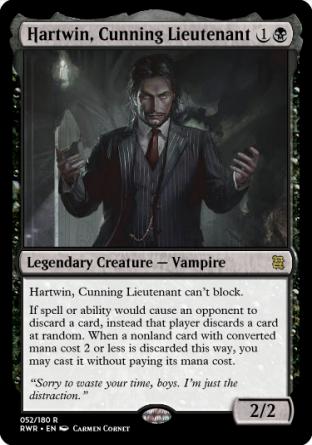 Hartwin, Cunning Lieutenant 1
Legendary Creature — Vampire
Hartwin, Cunning Lieutenant can't block.
If spell or ability would cause an opponent to
discard a card, instead that player discards a card
at random. When a nonland card with converted
mana cost 2 or less is discarded this way, you
may cast it without paying its mana cost.
"Sorry to waste your time, boys. I'm just the
distraction."
052/180 R
RWR • EN Carmen Cornet
2/2